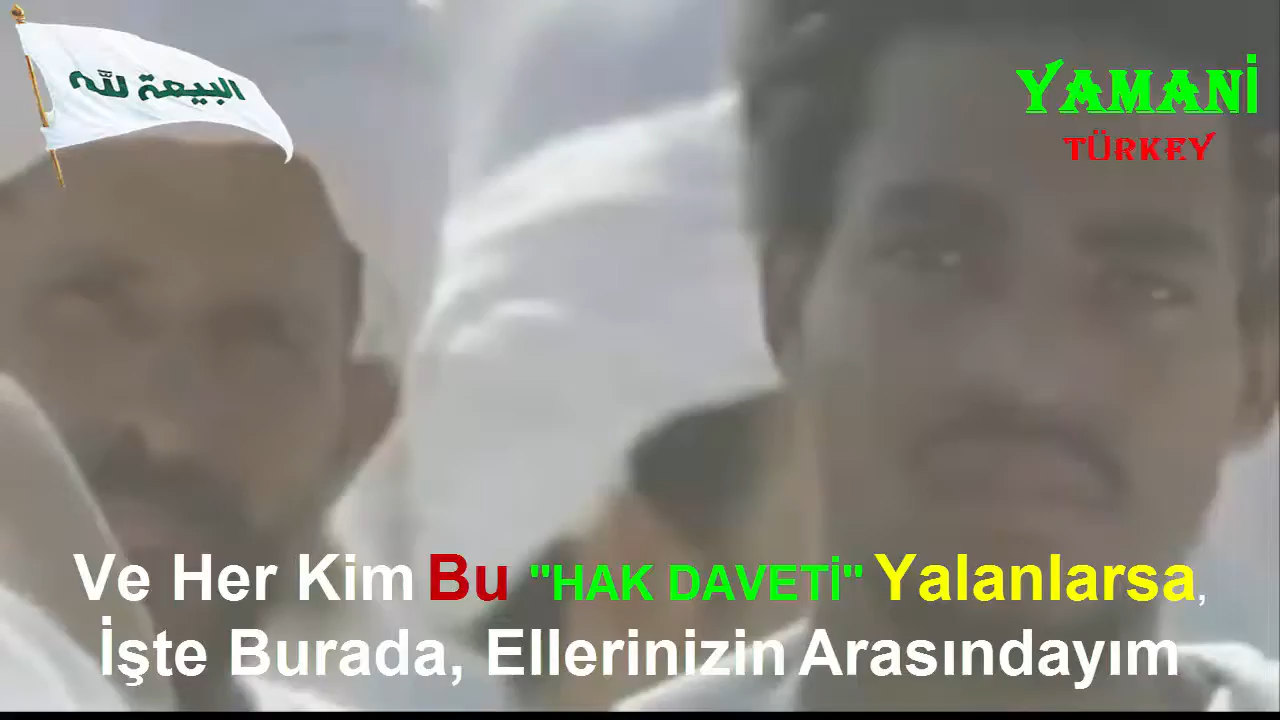 البيعة لله
YAMANİ
TÜRKEY
Ve Her Kim Bu "HAK DAVETİ" Yalanlarsa,
İşte Burada, Ellerinizin Arasındayım